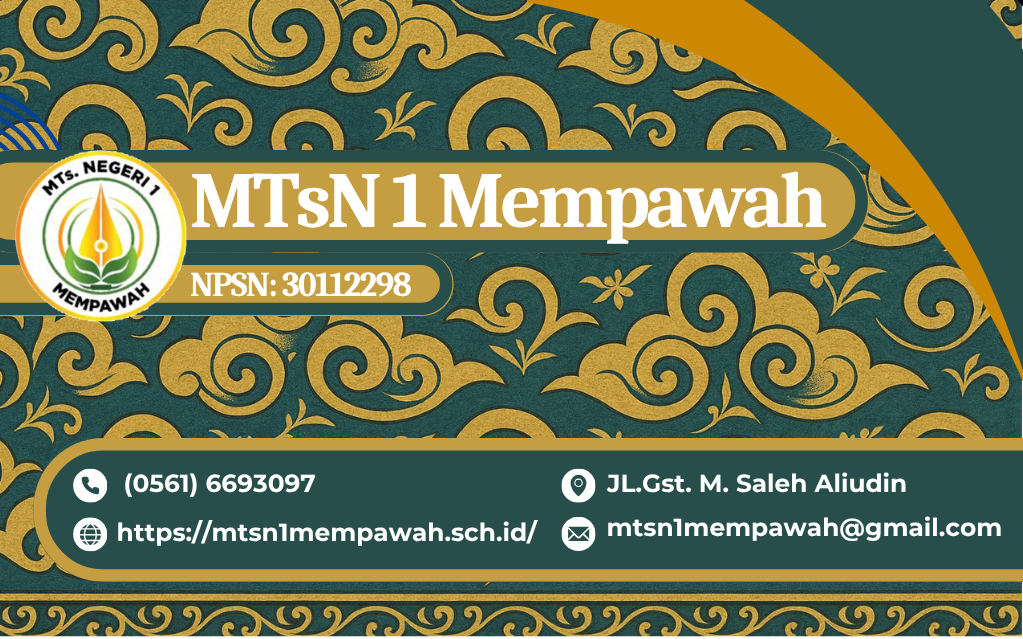 MTs. NEGERI 1
MEMPAWAH
MTsN 1 Mempawah
NPSN: 30112298
(0561) 6693097
https://mtsn1mempawah.sch.id/
JL.Gst. M. Saleh Aliudin
mtsn1mempawah@gmail.com